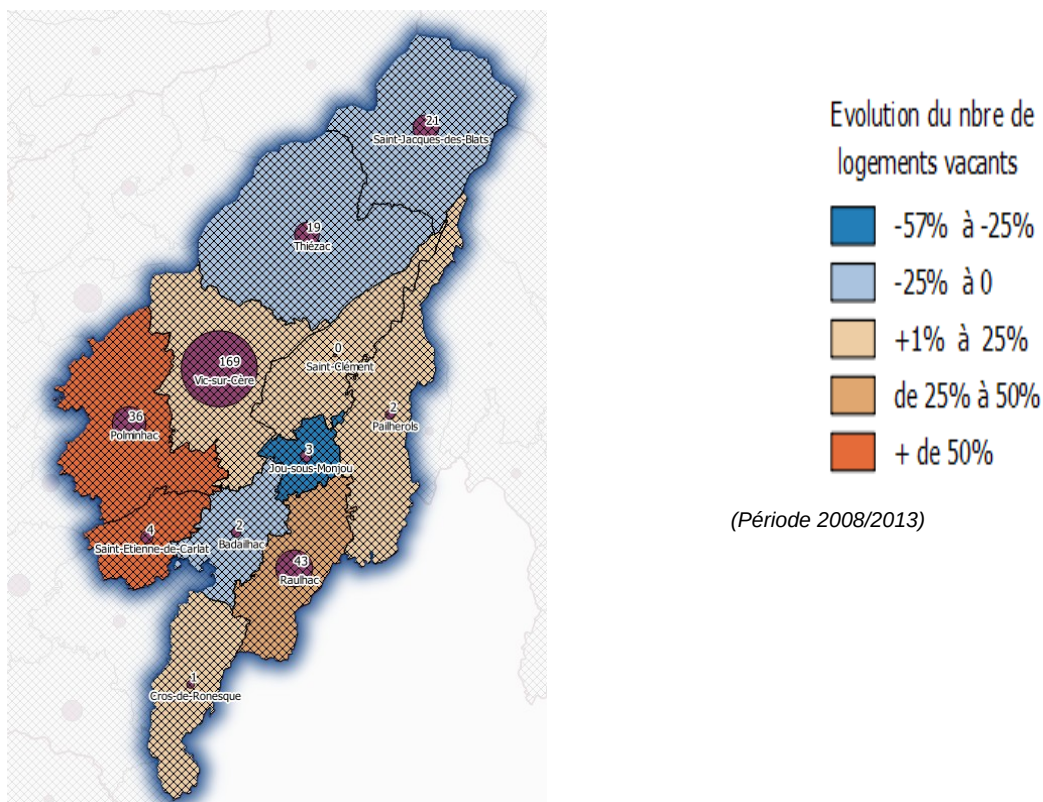 21
Saint-Jacques-des-Blats
19
Thiézac
0
Saint-Clément
169
Vic-sur-Cère
2
Pailherols
36
Polminhac
3
Jou-sous-Monjou
4
Saint-Etienne-de-Carlat
2
Badailhac
43
Raulhac
1
Cros-de-Ronesque
Evolution du nbre de
logements vacants
-57% à -25%
-25% à 0
+1% à 25%
de 25% à 50%
+ de 50%
(Période 2008/2013)